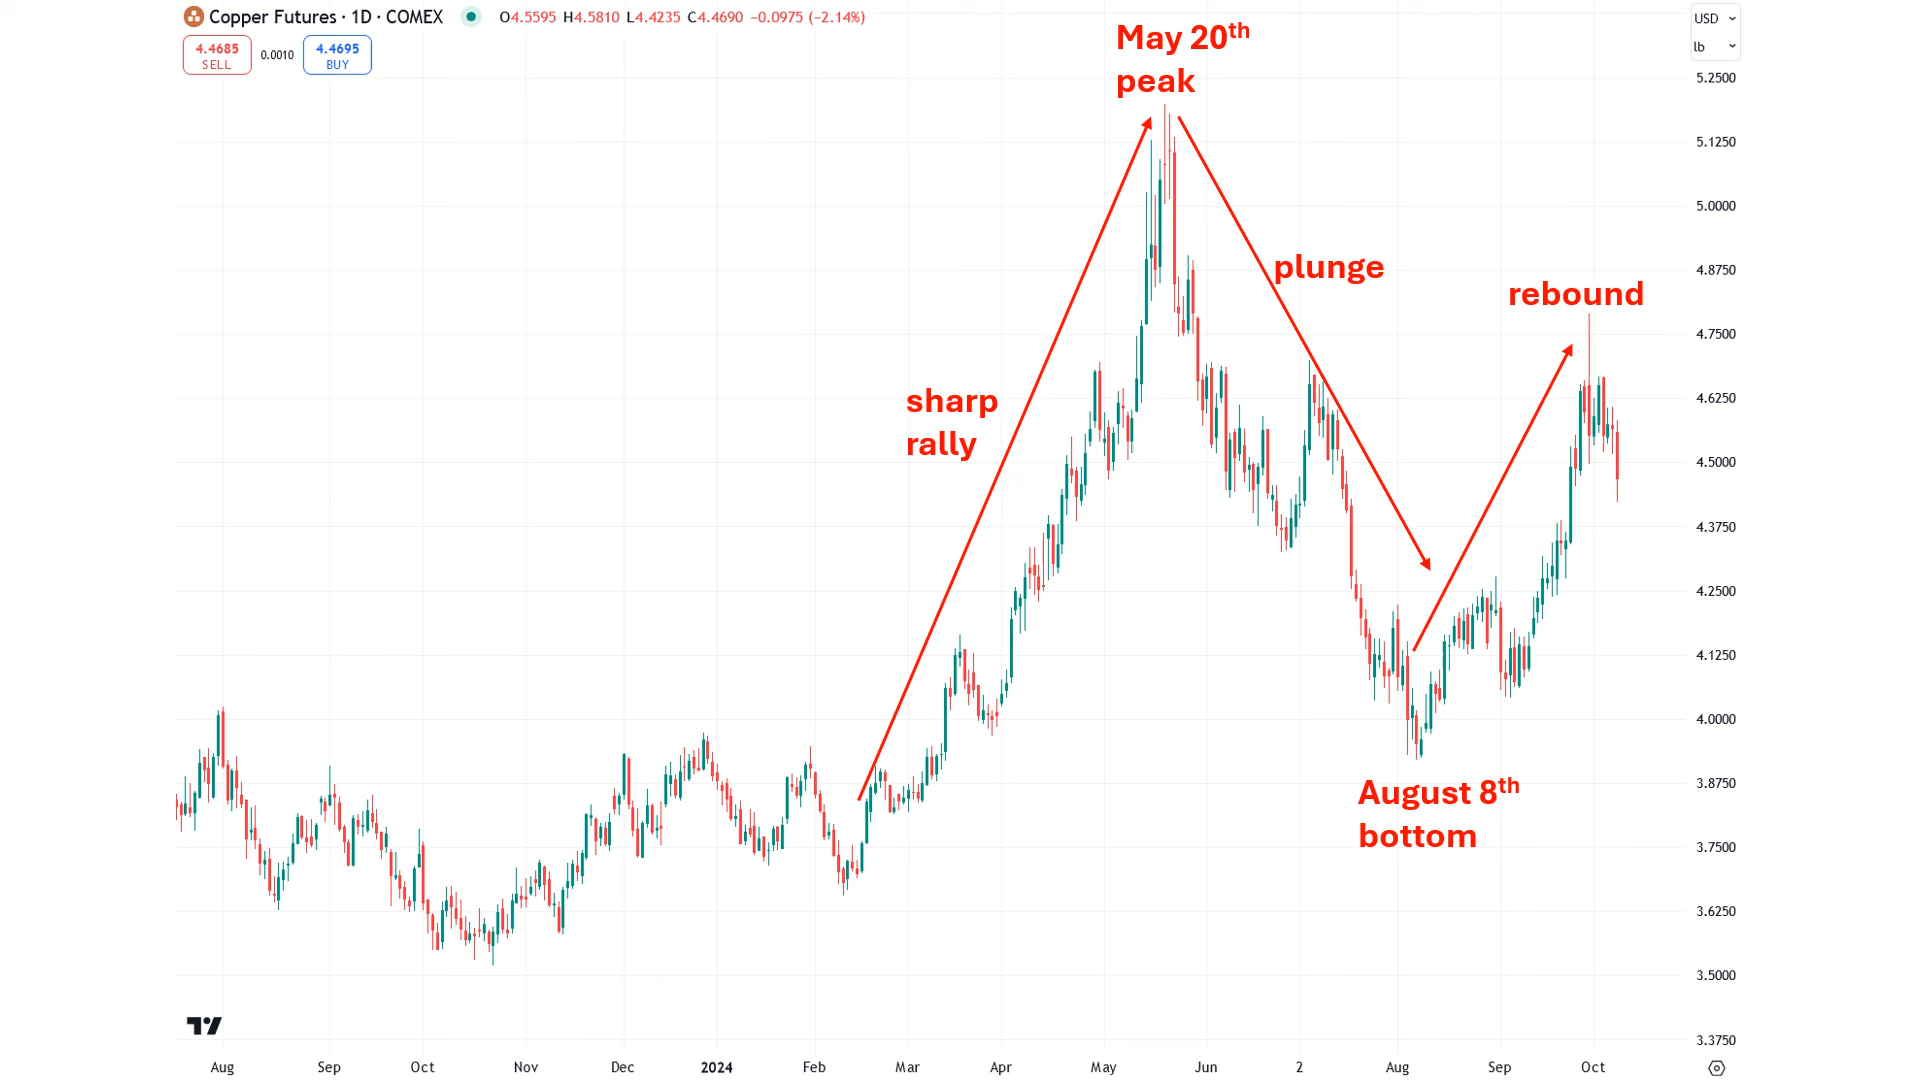 Copper Futures · 1D · COMEX O4.5595 H4.5810 L4.4235 C4.4690 −0.0975 (−2.14%)
4.4685
SELL
0.0010
4.4695
BUY
USD
lb
May 20th
peak
sharp
rally
plunge
rebound
August 8th
bottom
5.2500
5.1250
5.0000
4.8750
4.7500
4.6250
4.5000
4.3750
4.2500
4.1250
4.0000
3.8750
3.7500
3.6250
3.5000
3.3750
Aug Sep Oct Nov Dec 2024 Feb Mar Apr May Jun 2 Aug Sep Oct